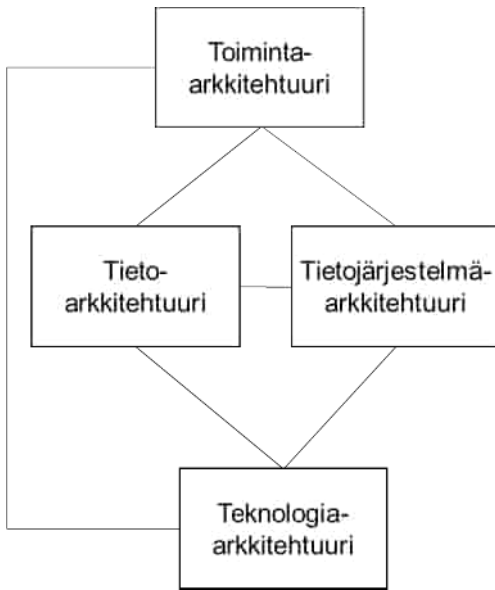 Toiminta-
arkkitehtuuri
Tieto-
arkkitehtuuri
Tietojärjestelmä-
arkkitehtuuri
Teknologia-
arkkitehtuuri